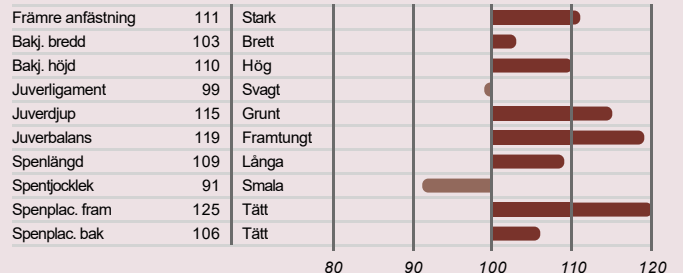 Främre anfästning 111 Stark
Bakj. bredd 103 Brett
Bakj. höjd 110 Hög
Juverligament 99 Svagt
Juverdjup 115 Grunt
Juverbalans 119 Framtungt
Spenlängd 109 Långa
Spentjocklek 91 Smala
Spenplac. fram 125 Tätt
Spenplac. bak 106 Tätt
80 90 100 110 120